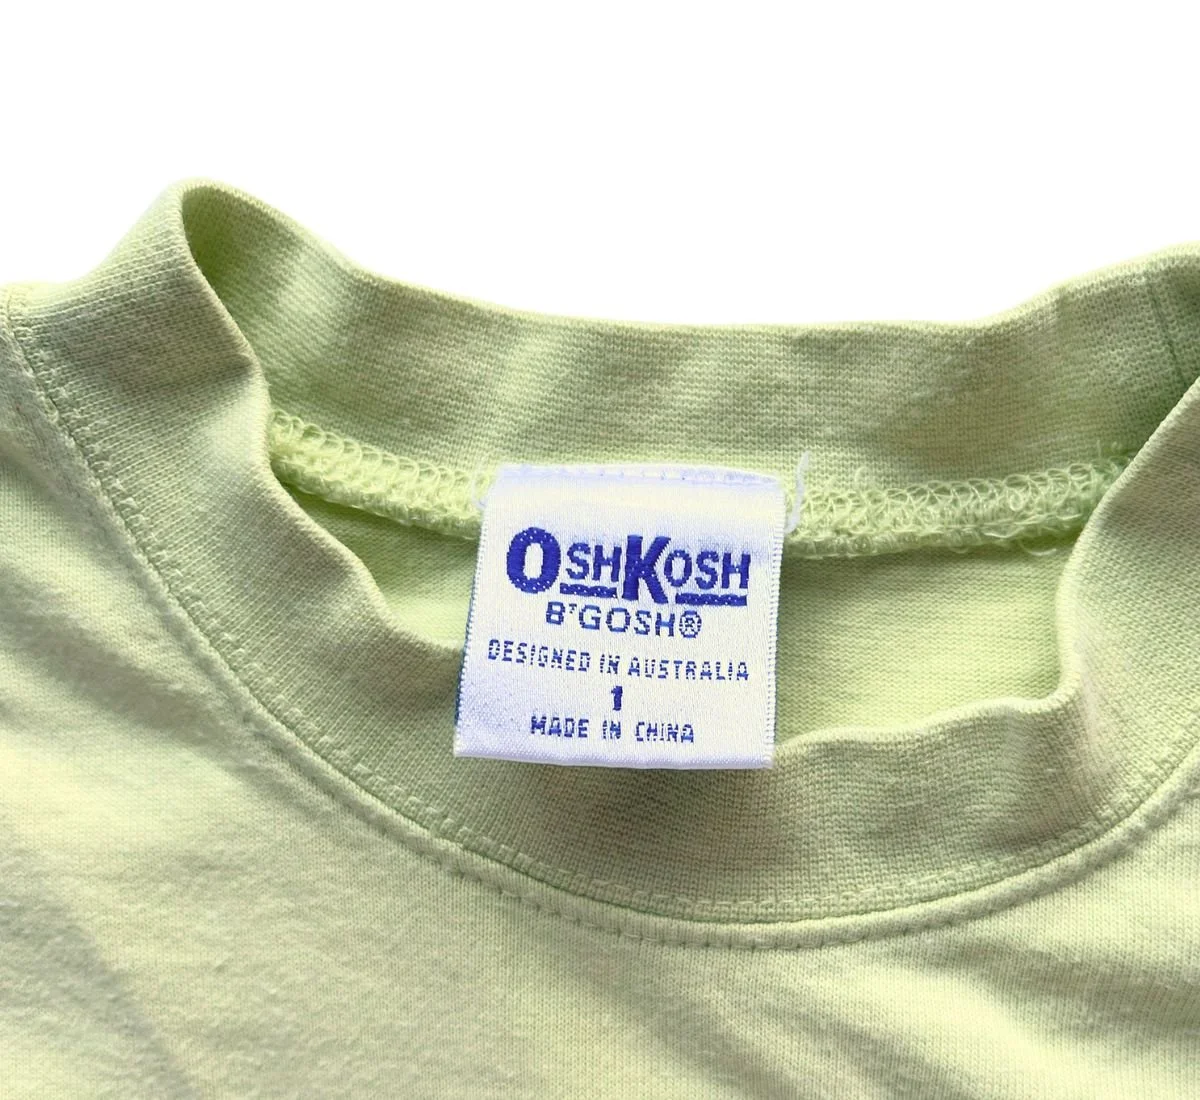 OSHKOSH
B'GOSH®
DESIGNED IN AUSTRALIA
1
MADE IN CHINA